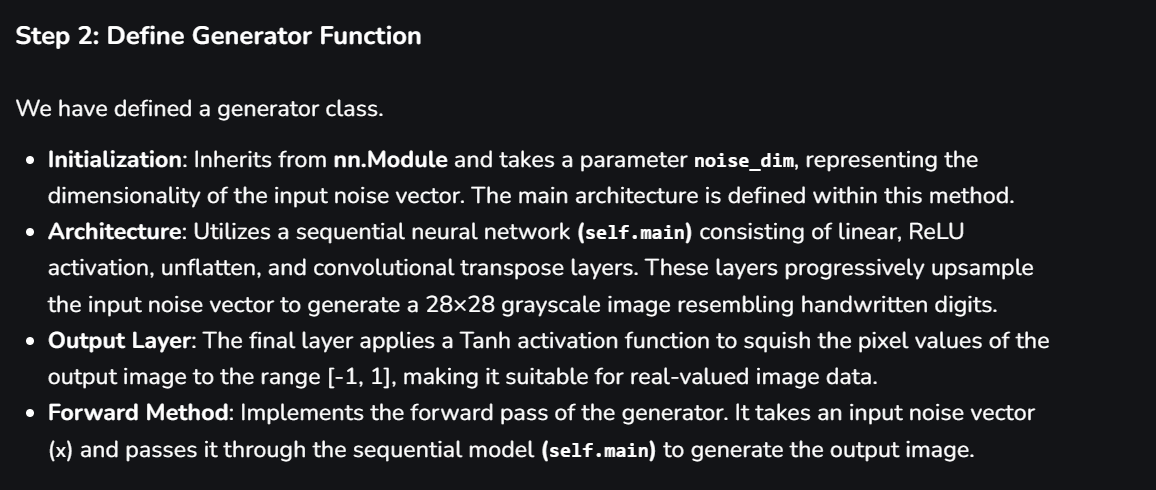 Step 2: Define Generator Function
We have defined a generator class.
• Initialization: Inherits from nn.Module and takes a parameter noise_dim, representing the
dimensionality of the input noise vector. The main architecture is defined within this method.
• Architecture: Utilizes a sequential neural network (self.main) consisting of linear, ReLU
activation, unflatten, and convolutional transpose layers. These layers progressively upsample
the input noise vector to generate a 28×28 grayscale image resembling handwritten digits.
• Output Layer: The final layer applies a Tanh activation function to squish the pixel values of the
output image to the range [-1, 1], making it suitable for real-valued image data.
• Forward Method: Implements the forward pass of the generator. It takes an input noise vector
(x) and passes it through the sequential model (self.main) to generate the output image.